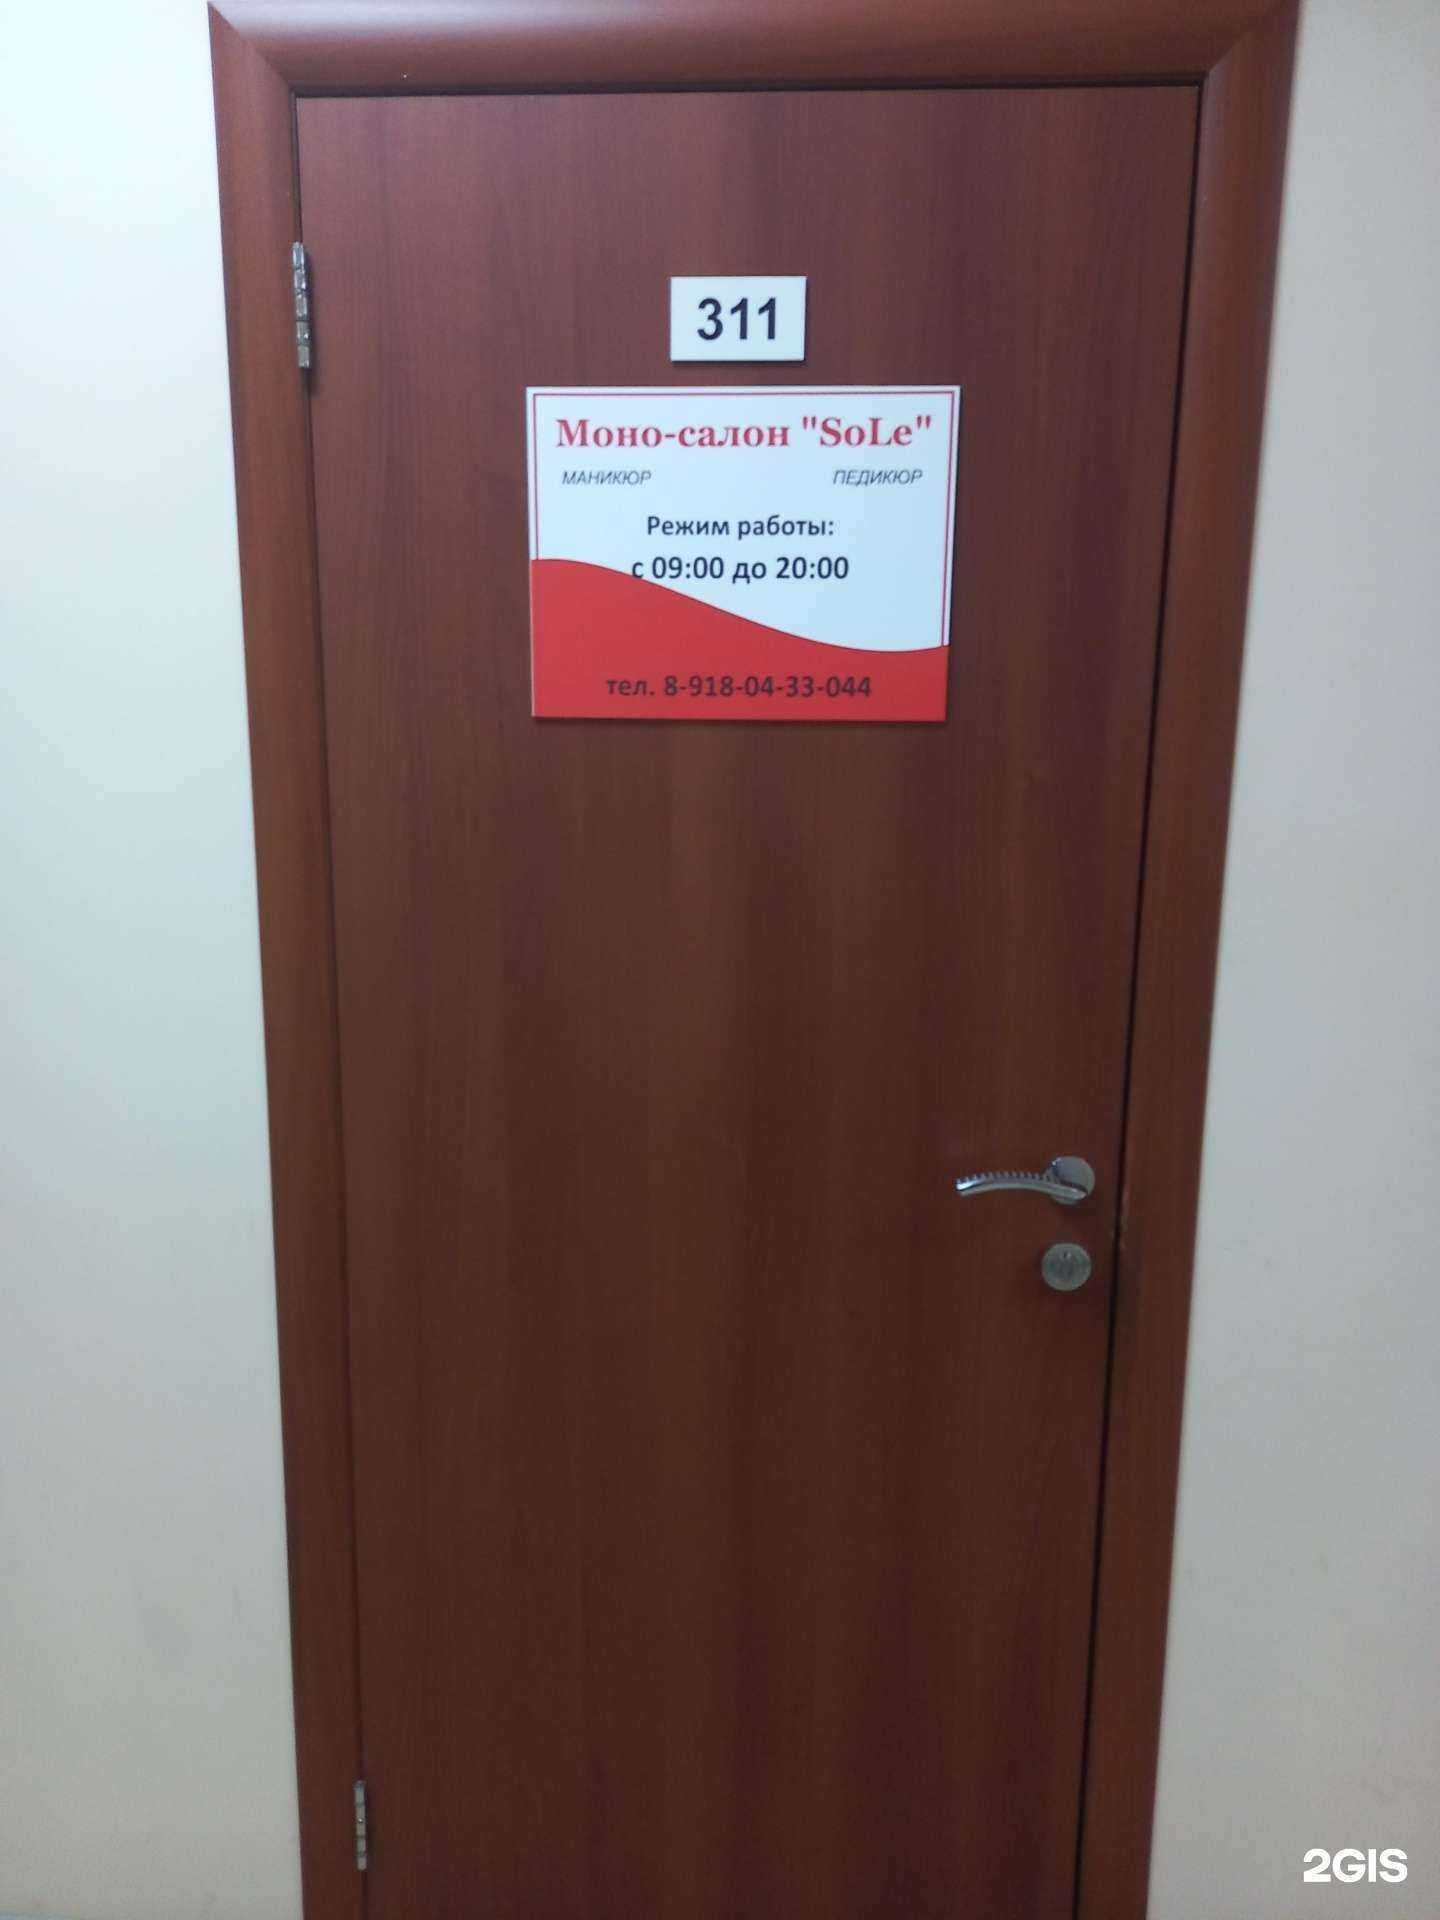 311
Моно-салон "SoLe"
МАНИКЮР ПЕДИКЮР
Режим работы:
с 09:00 до 20:00
тел. 8-918-04-33-044
2GIS